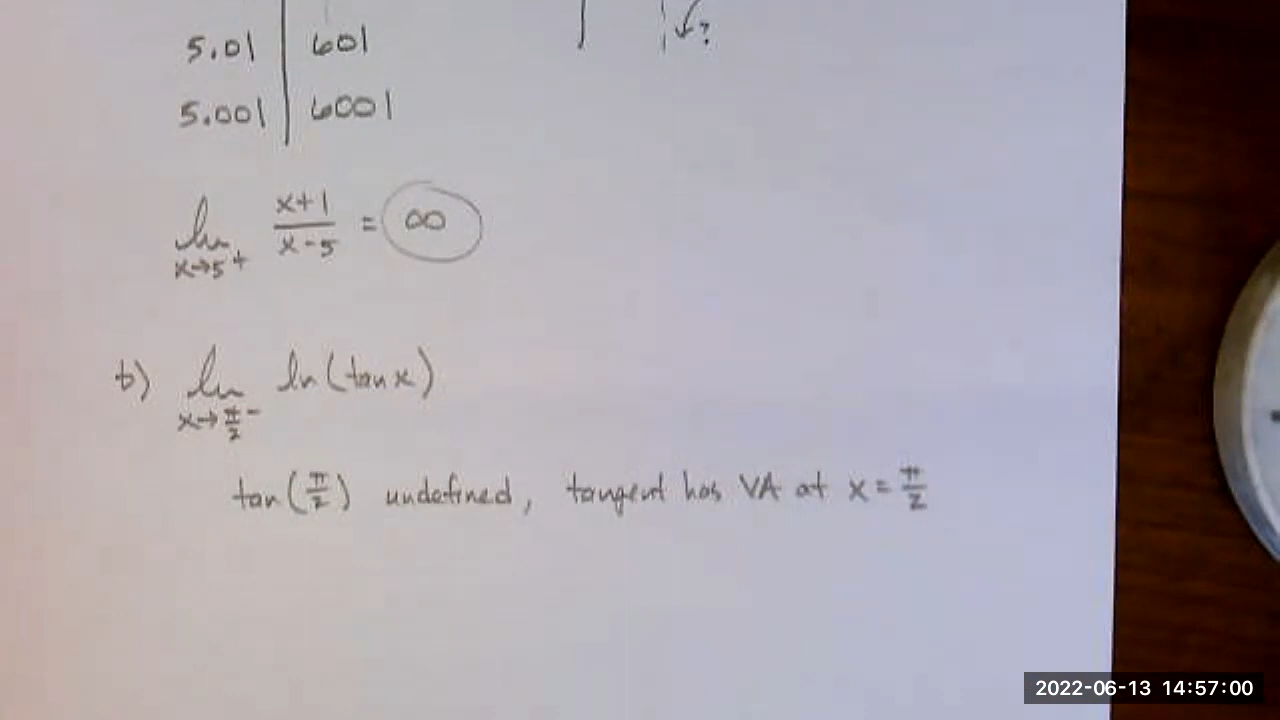 5.01 | 601
↓?
5.001 | 6001
lim x→5⁺ (x+1)/(x-5) = ∞
b) lim x→π/2⁻ ln(tan x)
tan(π/2) undefined, tangent has VA at x = π/2
2022-06-13 14:57:00